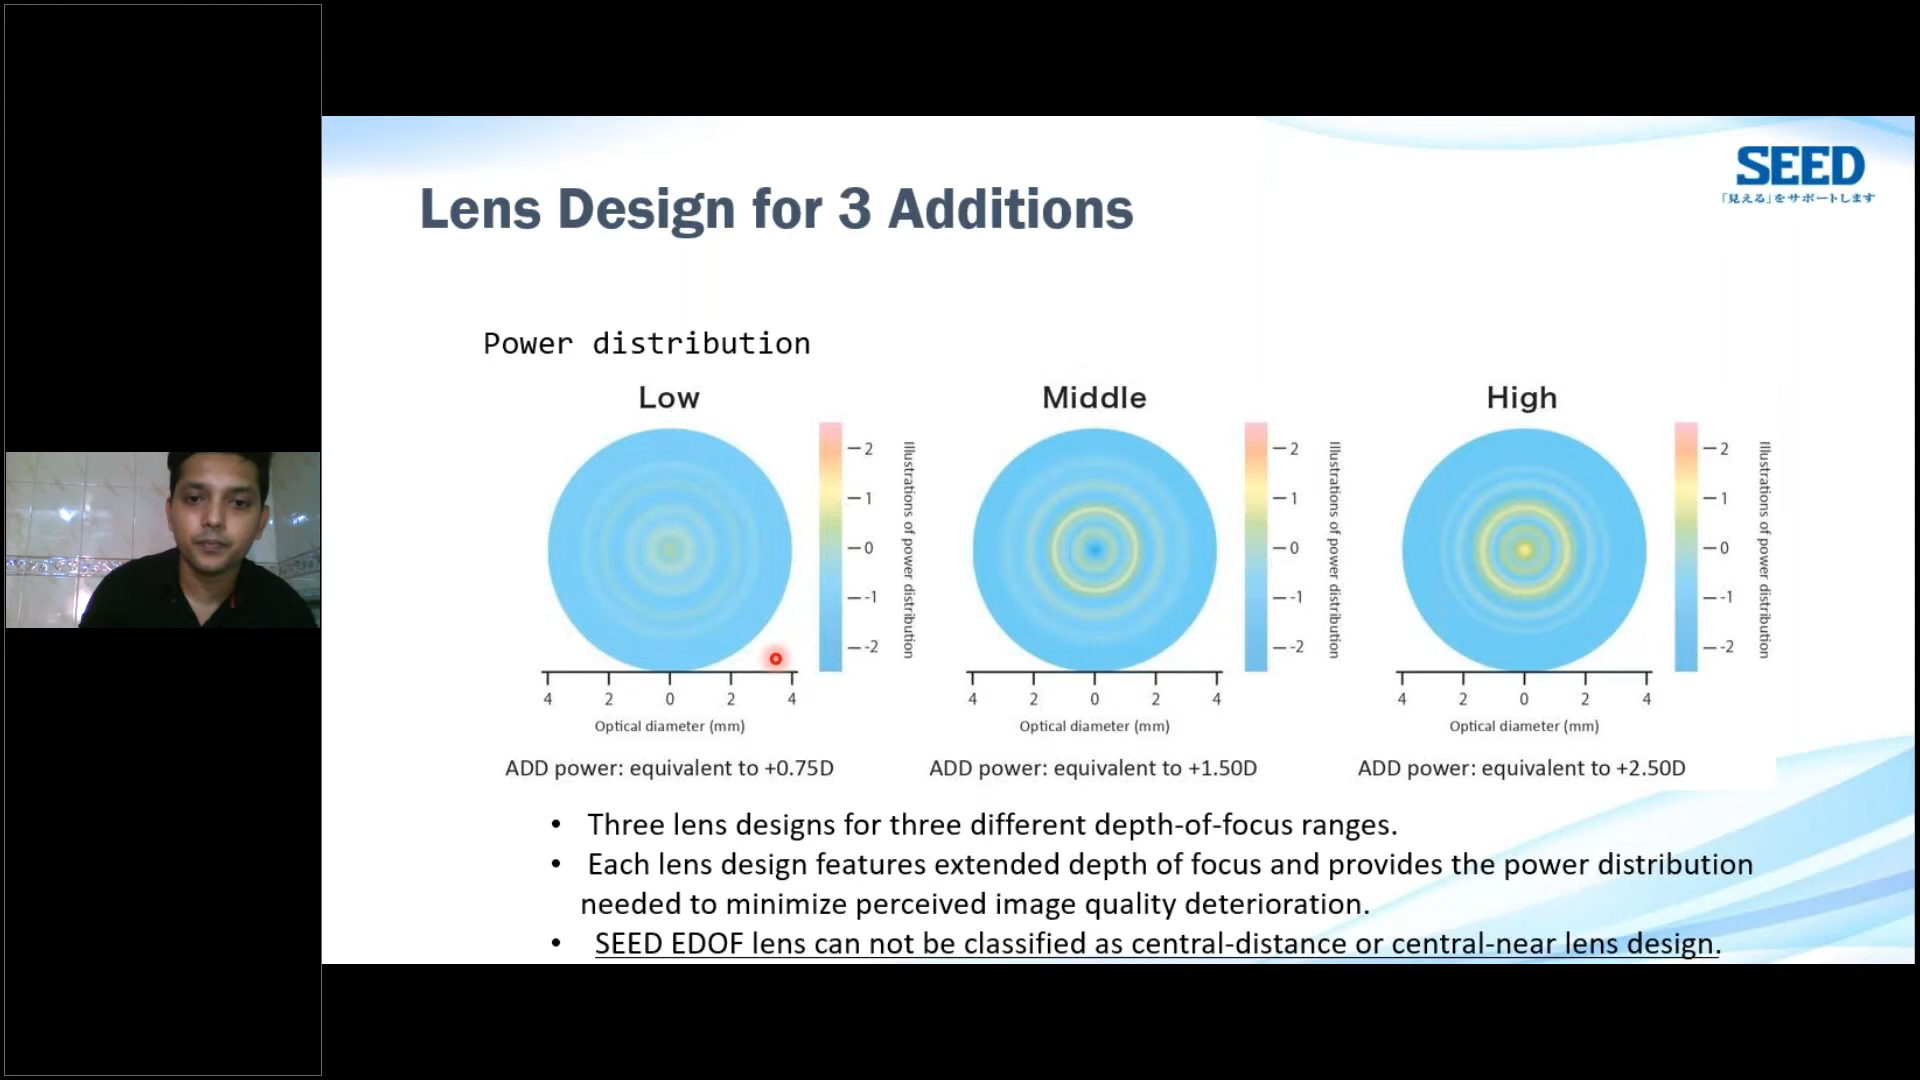 SEED
「見える」をサポートします
Lens Design for 3 Additions
Power distribution
Low
2
1
0
-1
-2
Illustrations of power distribution
4 2 0 2 4
Optical diameter (mm)
ADD power: equivalent to +0.75D
Middle
2
1
0
-1
-2
Illustrations of power distribution
4 2 0 2 4
Optical diameter (mm)
ADD power: equivalent to +1.50D
High
2
1
0
-1
-2
Illustrations of power distribution
4 2 0 2 4
Optical diameter (mm)
ADD power: equivalent to +2.50D
• Three lens designs for three different depth-of-focus ranges.
• Each lens design features extended depth of focus and provides the power distribution
needed to minimize perceived image quality deterioration.
• SEED EDOF lens can not be classified as central-distance or central-near lens design.